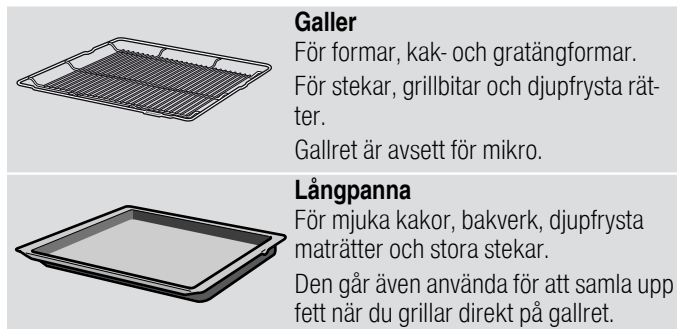 Galler
För formar, kak- och gratängformar.
För stekar, grillbitar och djupfrysta rät-
ter.
Gallret är avsett för mikro.
Långpanna
För mjuka kakor, bakverk, djupfrysta
maträtter och stora stekar.
Den går även använda för att samla upp
fett när du grillar direkt på gallret.